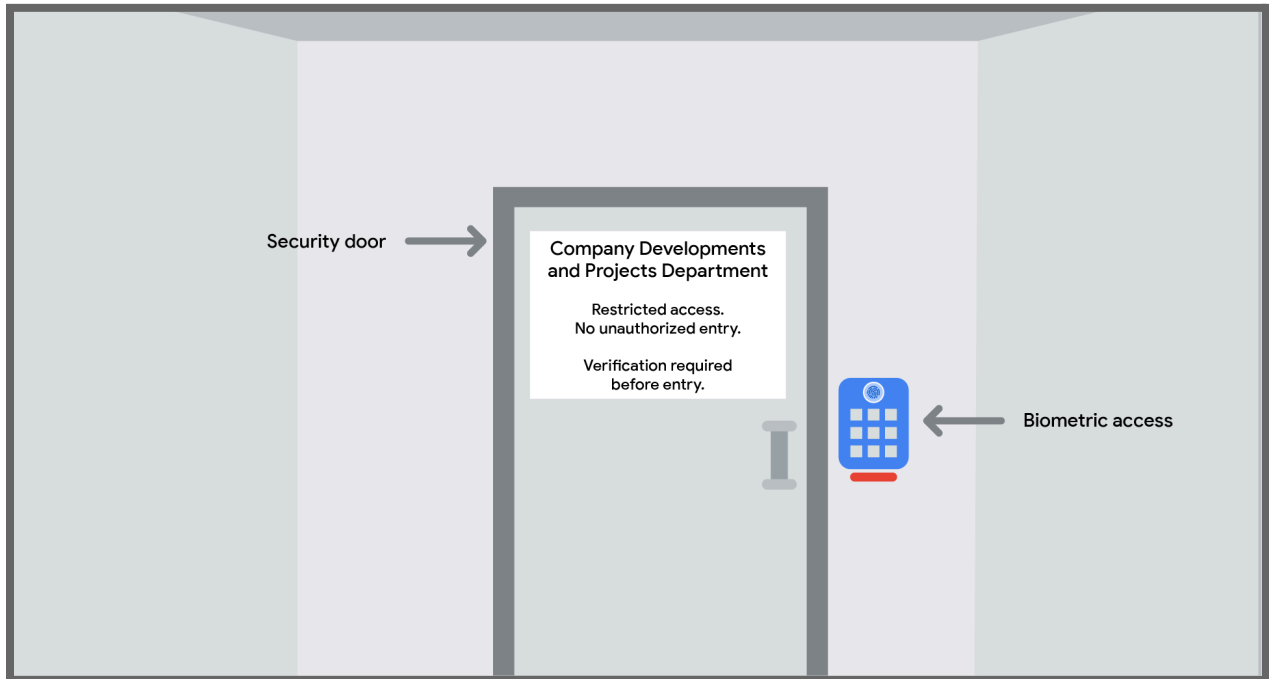 Security door
Company Developments
and Projects Department
Restricted access.
No unauthorized entry.
Verification required
before entry.
Biometric access